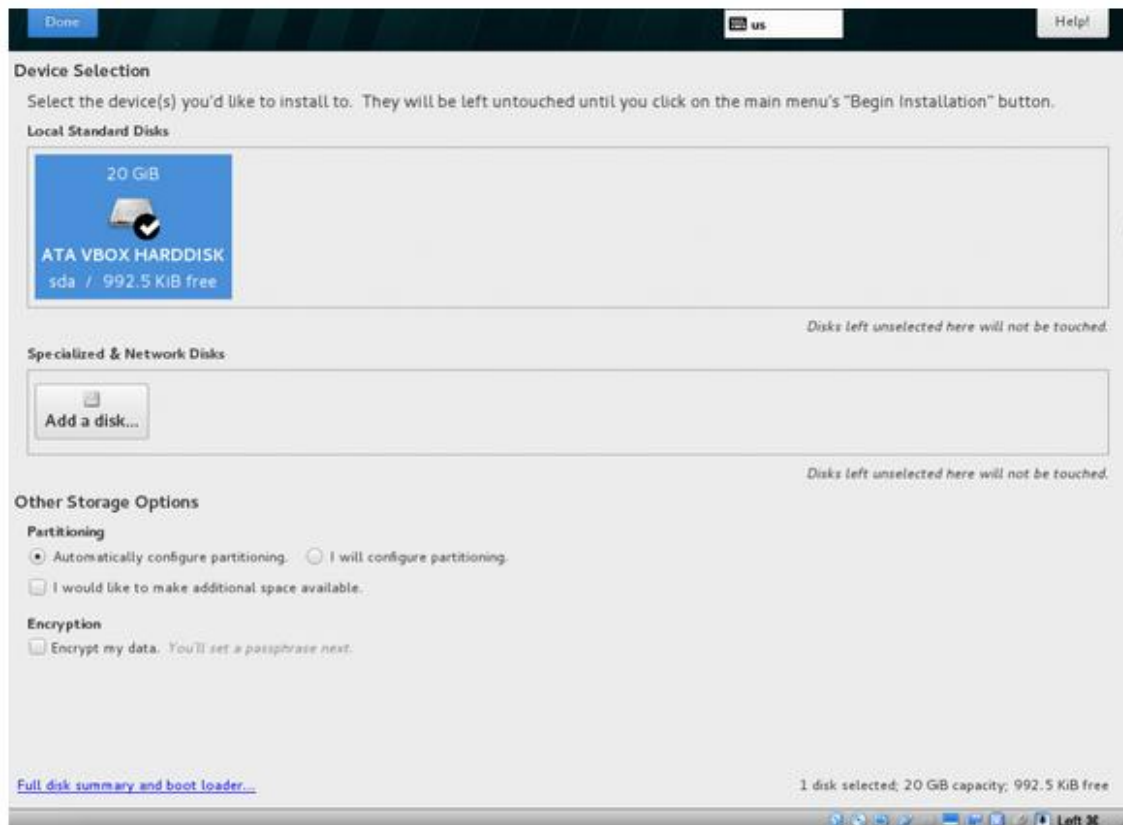 Done
us
Help!
Device Selection
Select the device(s) you'd like to install to. They will be left untouched until you click on the main menu's "Begin Installation" button.
Local Standard Disks
20 GiB
ATA VBOX HARDDISK
sda / 992.5 KiB free
Disks left unselected here will not be touched.
Specialized & Network Disks
Add a disk...
Disks left unselected here will not be touched.
Other Storage Options
Partitioning
Automatically configure partitioning. I will configure partitioning.
I would like to make additional space available.
Encryption
Encrypt my data. You'll set a passphrase next.
Full disk summary and boot loader...
1 disk selected; 20 GiB capacity; 992.5 KiB free
Left ⌘